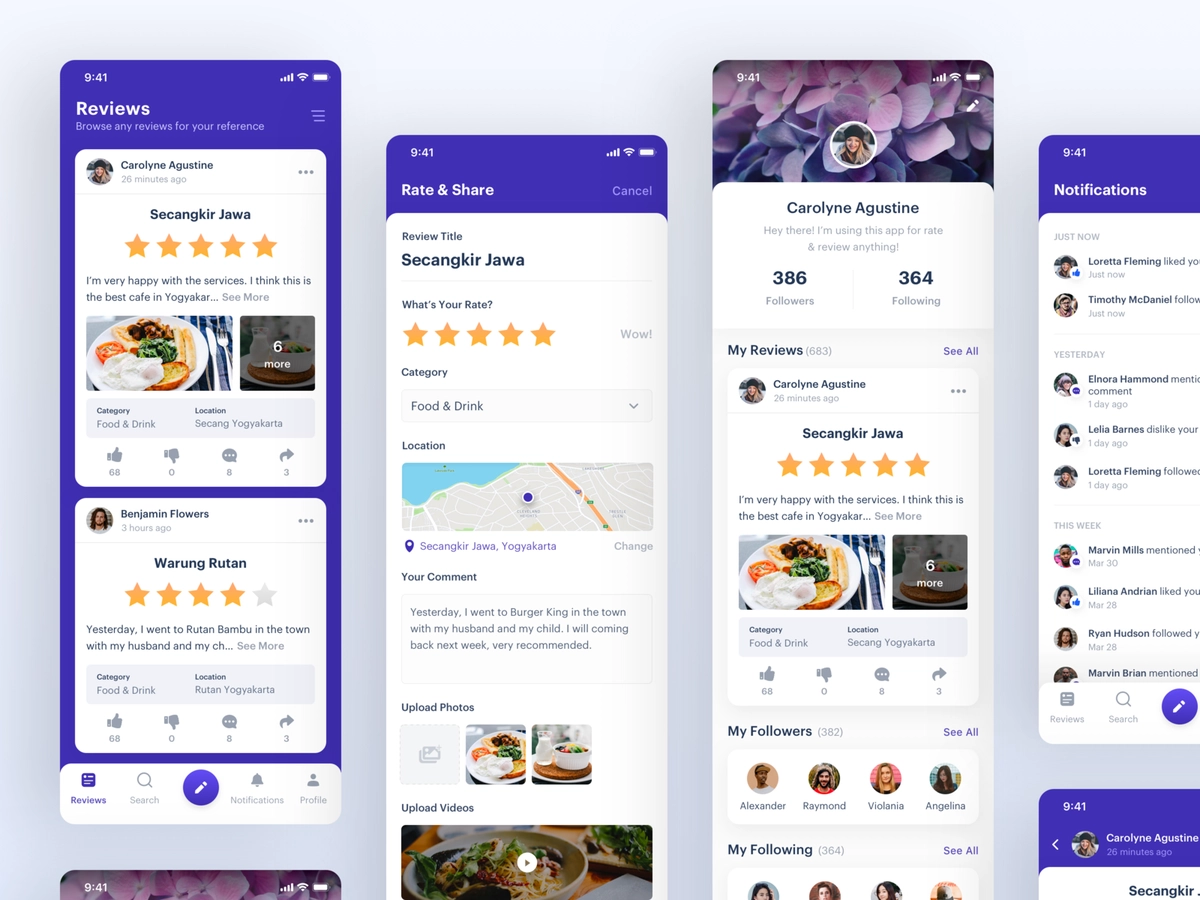 9:41
Reviews
Browse any reviews for your reference
Carolyne Agustine
26 minutes ago
Secangkir Jawa
I'm very happy with the services. I think this is
the best cafe in Yogyakar... See More
6
more
Category
Food & Drink
Location
Secang Yogyakarta
68
0
8
3
Benjamin Flowers
3 hours ago
Warung Rutan
Yesterday, I went to Rutan Bambu in the town
with my husband and my ch... See More
Category
Food & Drink
Location
Rutan Yogyakarta
68
0
8
3
Reviews
Search
Notifications
Profile
9:41
9:41
Rate & Share
Cancel
Review Title
Secangkir Jawa
What's Your Rate?
Wow!
Category
Food & Drink
Location
Secangkir Jawa, Yogyakarta
Change
Your Comment
Yesterday, I went to Burger King in the town
with my husband and my child. I will coming
back next week, very recommended.
Upload Photos
Upload Videos
9:41
Carolyne Agustine
Hey there! I'm using this app for rate
& review anything!
386
Followers
364
Following
My Reviews (683)
See All
Carolyne Agustine
26 minutes ago
Secangkir Jawa
I'm very happy with the services. I think this is
the best cafe in Yogyakar... See More
6
more
Category
Food & Drink
Location
Secang Yogyakarta
68
0
8
3
My Followers (382)
See All
Alexander
Raymond
Violania
Angelina
My Following (364)
See All
9:41
Notifications
JUST NOW
Loretta Fleming liked you
Just now
Timothy McDaniel follow
Just now
YESTERDAY
Elnora Hammond mentio
comment
1 day ago
Lelia Barnes dislike your
1 day ago
Loretta Fleming followed
1 day ago
THIS WEEK
Marvin Mills mentioned y
Mar 30
Liliana Andrian liked you
Mar 28
Ryan Hudson followed y
Mar 28
Marvin Brian mentioned
Reviews
Search
9:41
Carolyne Agustine
26 minutes ago
Secangkir J